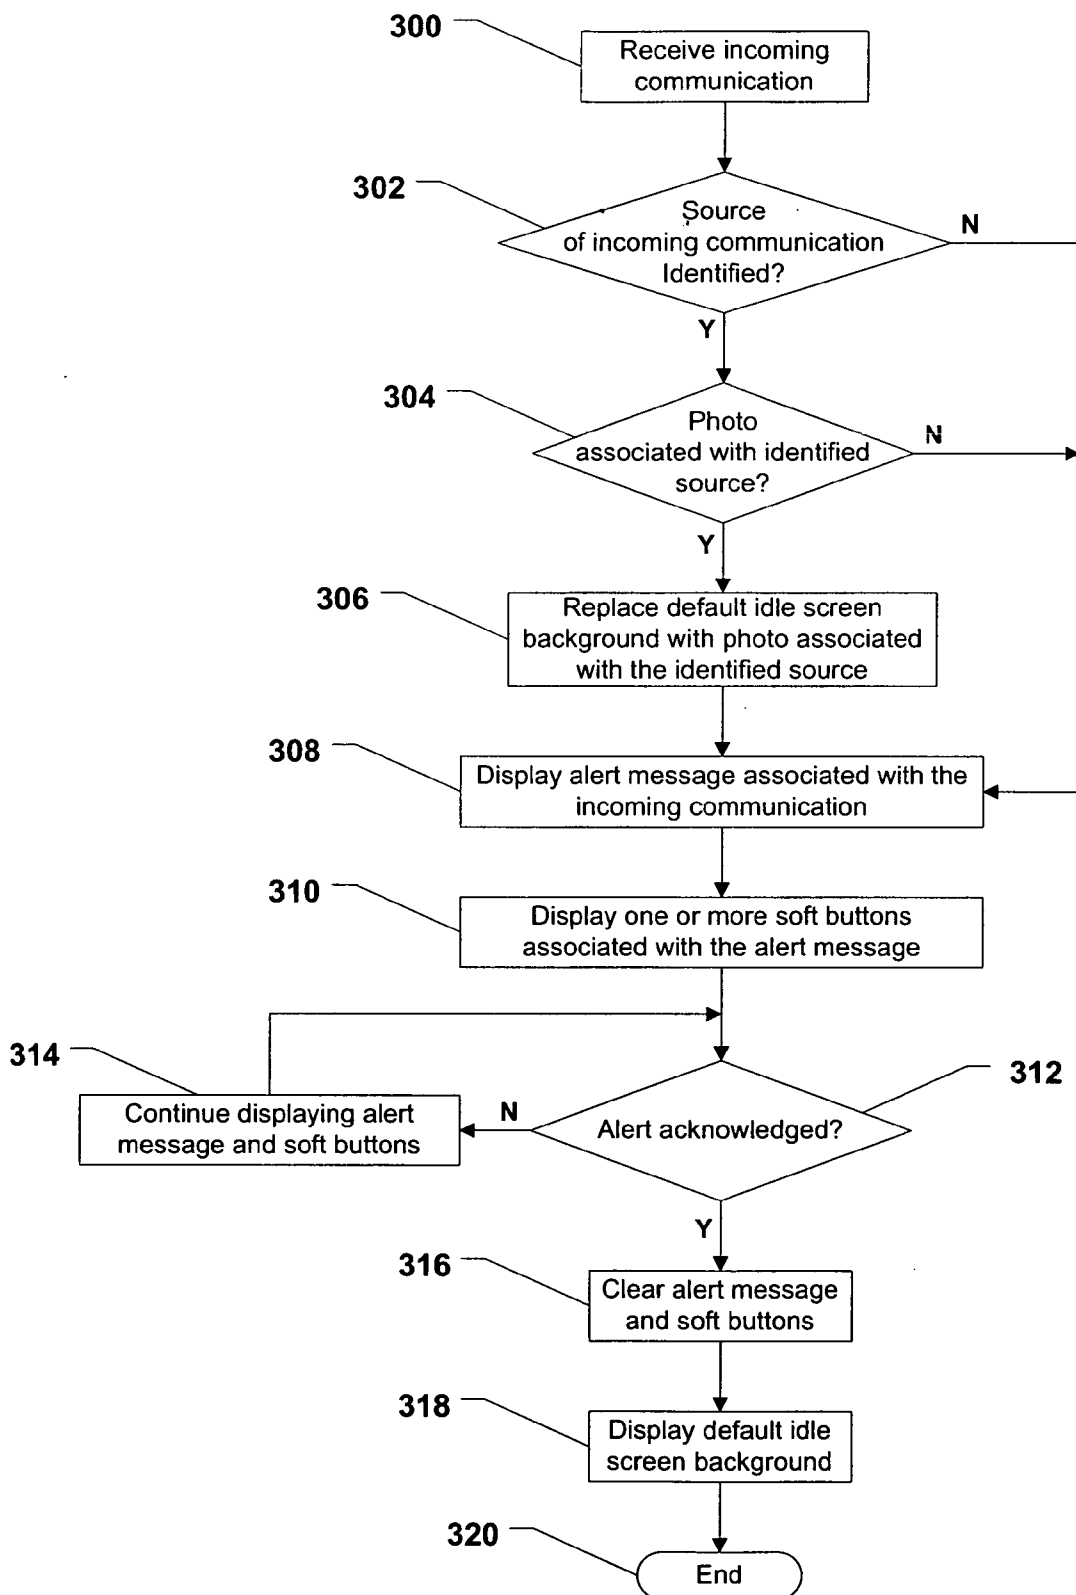 300
Receive incoming
communication
302
Source
of incoming communication
Identified?
N
Y
304
Photo
associated with identified
source?
N
Y
306
Replace default idle screen
background with photo associated
with the identified source
308
Display alert message associated with the
incoming communication
310
Display one or more soft buttons
associated with the alert message
314
Continue displaying alert
message and soft buttons
N
Alert acknowledged?
312
Y
316
Clear alert message
and soft buttons
318
Display default idle
screen background
320
End